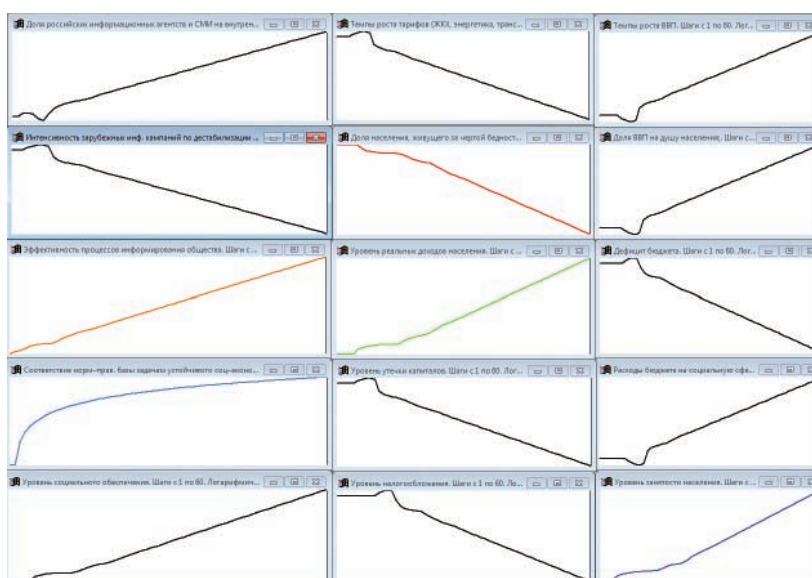 Доля российских информационных агентств и СМИ на внутрен...
Темпы роста тарифов (ЖКХ, энергетика, транс...
Темпы роста ВВП. Шаги с 1 по 60. Лог...
Интенсивность зарубежных инф. кампаний по дестабилизации ...
Доля населения, живущего за чертой бедност...
Доля ВВП на душу населения. Шаги с...
Эффективность процессов информирования общества. Шаги с...
Уровень реальных доходов населения. Шаги с ...
Дефицит бюджета. Шаги с 1 по 60. Лог...
Соответствие норм-прав. базы задачам устойчивого соц-эконо...
Уровень утечки капиталов. Шаги с 1 по 60. Лог...
Расходы бюджета на социальную сфе...
Уровень социального обеспечения. Шаги с 1 по 60. Логарифмич...
Уровень налогообложения. Шаги с 1 по 60. Ло...
Уровень занятости населения. Шаги с ...